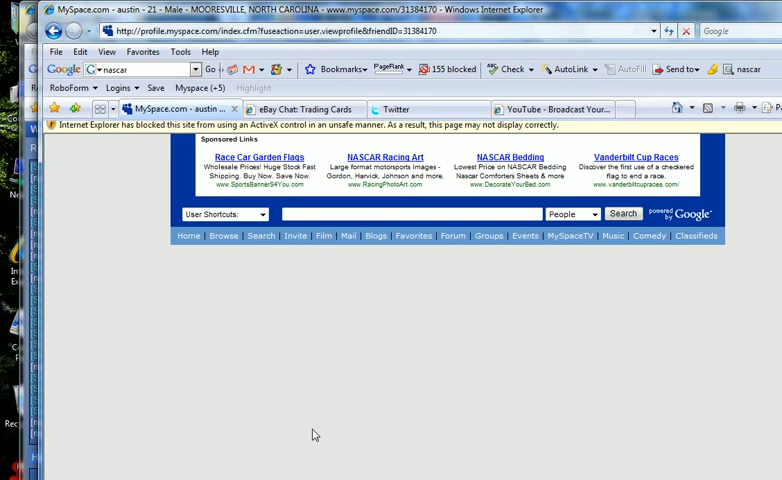 MySpace.com - austin - 21 - Male - MOORESVILLE, NORTH CAROLINA - www.myspace.com/31384170 - Windows Internet Explorer
http://profile.myspace.com/index.cfm?fuseaction=user.viewprofile&friendID=31384170
Google
File Edit View Favorites Tools Help
Google nascar Go Bookmarks PageRank 155 blocked Check AutoLink AutoFill Send to nascar
RoboForm Logins Save Myspace (+5) Highlight
MySpace.com - austin ... eBay Chat: Trading Cards Twitter YouTube - Broadcast Your...
Internet Explorer has blocked this site from using an ActiveX control in an unsafe manner. As a result, this page may not display correctly.
Sponsored Links
Race Car Garden Flags
Wholesale Prices! Huge Stock Fast
Shipping. Buy Now. Save Now.
www.SportsBanners4You.com
NASCAR Racing Art
Large format motorsports images -
Gordon, Harvick, Johnson and more.
www.RacingPhotoArt.com
NASCAR Bedding
Lowest Price on NASCAR Bedding
Nascar Comforters Sheets & more
www.DecorateYourBed.com
Vanderbilt Cup Races
Discover the first use of a checkered
flag to end a race.
www.vanderbiltcupraces.com/
User Shortcuts: People Search powered by Google
Home | Browse | Search | Invite | Film | Mail | Blogs | Favorites | Forum | Groups | Events | MySpaceTV | Music | Comedy | Classifieds